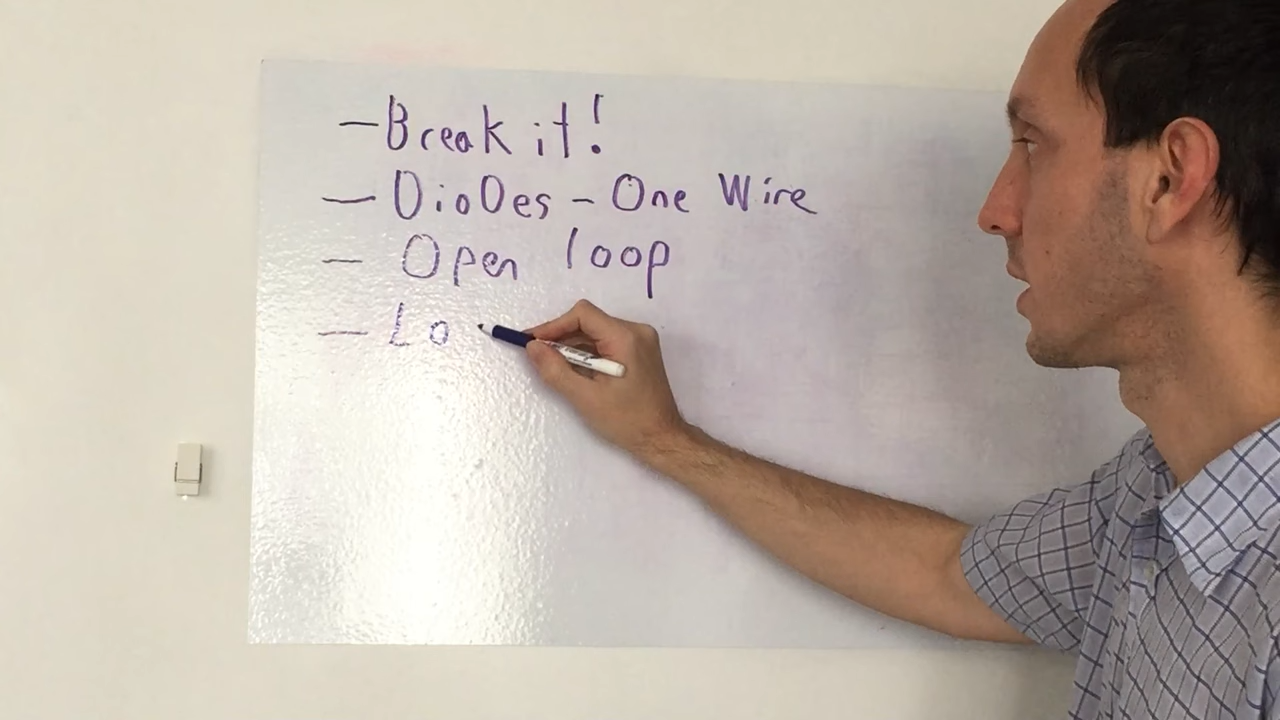 - Break it!
- DioDes - One Wire
- Open loop
- Lo